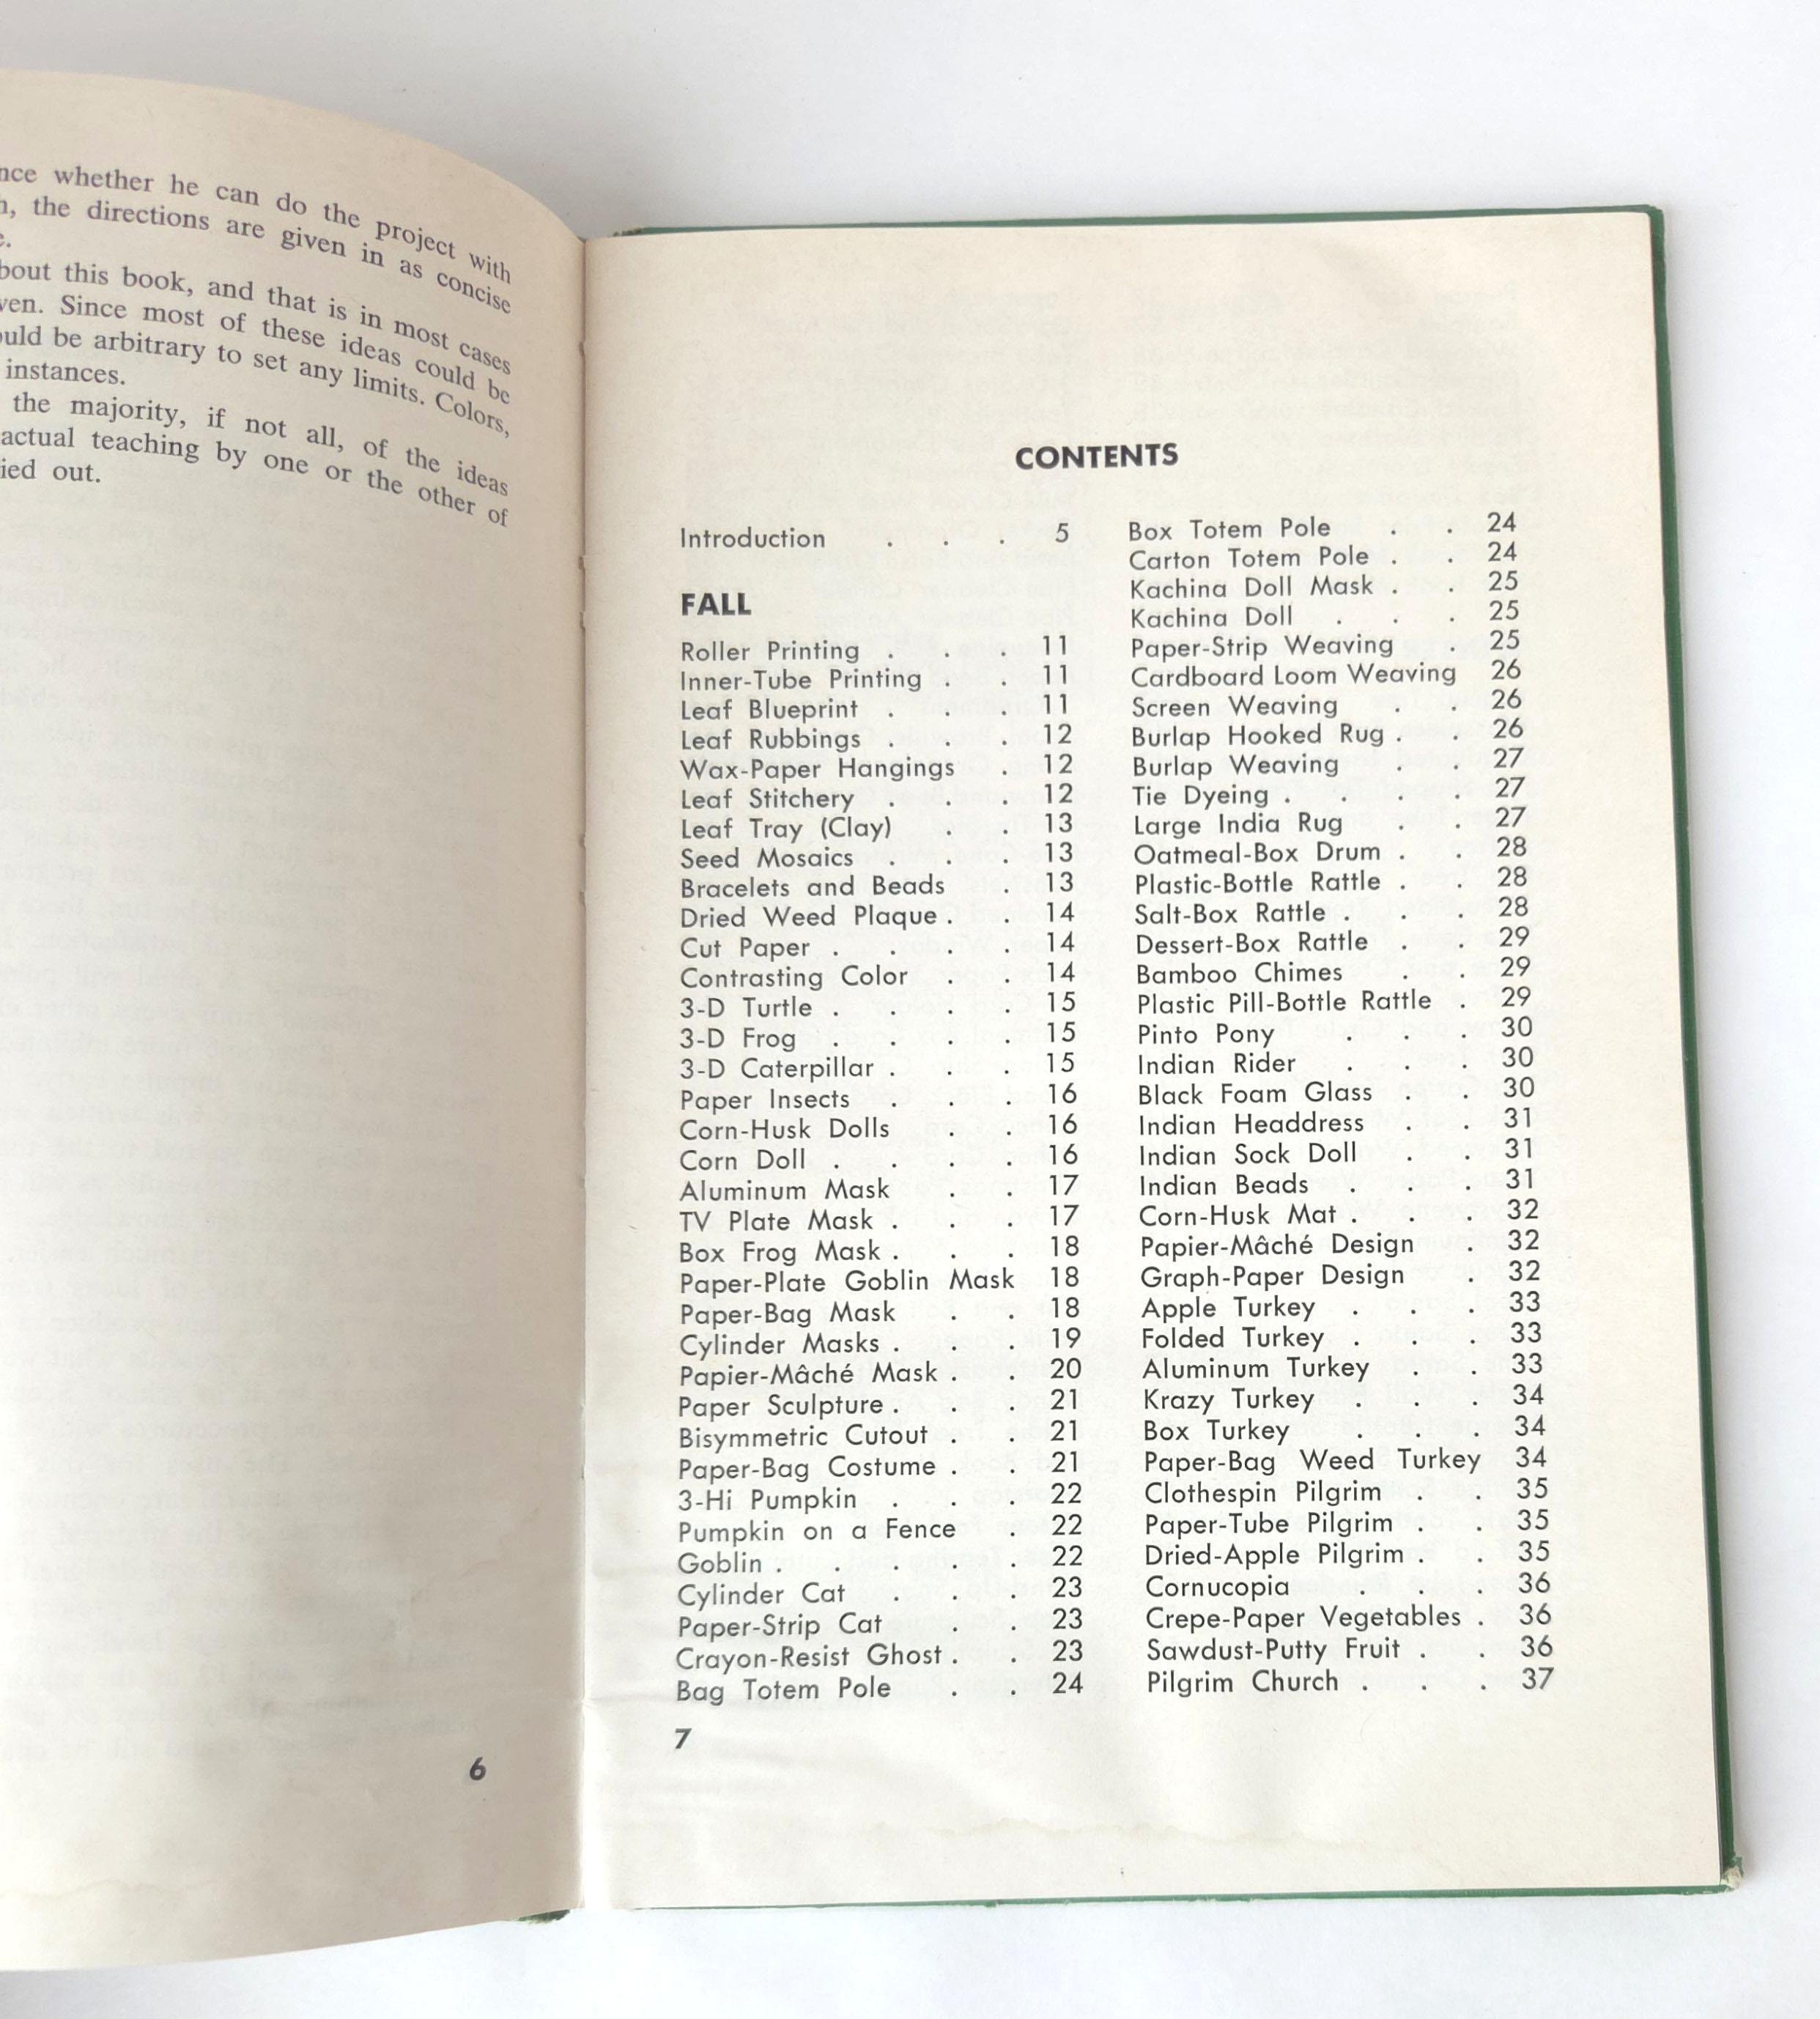 nce whether he can do the project with
, the directions are given in as concise
bout this book, and that is in most cases
ven. Since most of these ideas could be
ould be arbitrary to set any limits. Colors,
instances.
the majority, if not all, of the ideas
actual teaching by one or the other of
ied out.
6
CONTENTS
Introduction . . . 5
FALL
Roller Printing . . . 11
Inner-Tube Printing . . 11
Leaf Blueprint . . . 11
Leaf Rubbings . . . 12
Wax-Paper Hangings . 12
Leaf Stitchery . . . 12
Leaf Tray (Clay) . . 13
Seed Mosaics . . . 13
Bracelets and Beads . 13
Dried Weed Plaque . . 14
Cut Paper . . . . 14
Contrasting Color . . 14
3-D Turtle . . . . 15
3-D Frog . . . . 15
3-D Caterpillar . . . 15
Paper Insects . . . 16
Corn-Husk Dolls . . 16
Corn Doll . . . . 16
Aluminum Mask . . 17
TV Plate Mask . . . 17
Box Frog Mask . . . 18
Paper-Plate Goblin Mask 18
Paper-Bag Mask . . 18
Cylinder Masks . . . 19
Papier-Mâché Mask . . 20
Paper Sculpture . . . 21
Bisymmetric Cutout . . 21
Paper-Bag Costume . . 21
3-Hi Pumpkin . . . 22
Pumpkin on a Fence . 22
Goblin . . . . . 22
Cylinder Cat . . . 23
Paper-Strip Cat . . 23
Crayon-Resist Ghost . . 23
Bag Totem Pole . . 24
Box Totem Pole . . 24
Carton Totem Pole . . 24
Kachina Doll Mask . . 25
Kachina Doll . . . 25
Paper-Strip Weaving . 25
Cardboard Loom Weaving 26
Screen Weaving . . 26
Burlap Hooked Rug . . 26
Burlap Weaving . . 27
Tie Dyeing . . . . 27
Large India Rug . . 27
Oatmeal-Box Drum . . 28
Plastic-Bottle Rattle . . 28
Salt-Box Rattle . . . 28
Dessert-Box Rattle . . 29
Bamboo Chimes . . 29
Plastic Pill-Bottle Rattle . 29
Pinto Pony . . . 30
Indian Rider . . . 30
Black Foam Glass . . 30
Indian Headdress . . 31
Indian Sock Doll . . 31
Indian Beads . . . 31
Corn-Husk Mat . . . 32
Papier-Mâché Design . 32
Graph-Paper Design . 32
Apple Turkey . . . 33
Folded Turkey . . . 33
Aluminum Turkey . . 33
Krazy Turkey . . . 34
Box Turkey . . . 34
Paper-Bag Weed Turkey 34
Clothespin Pilgrim . . 35
Paper-Tube Pilgrim . . 35
Dried-Apple Pilgrim . . 35
Cornucopia . . . 36
Crepe-Paper Vegetables . 36
Sawdust-Putty Fruit . . 36
Pilgrim Church . . . 37
7